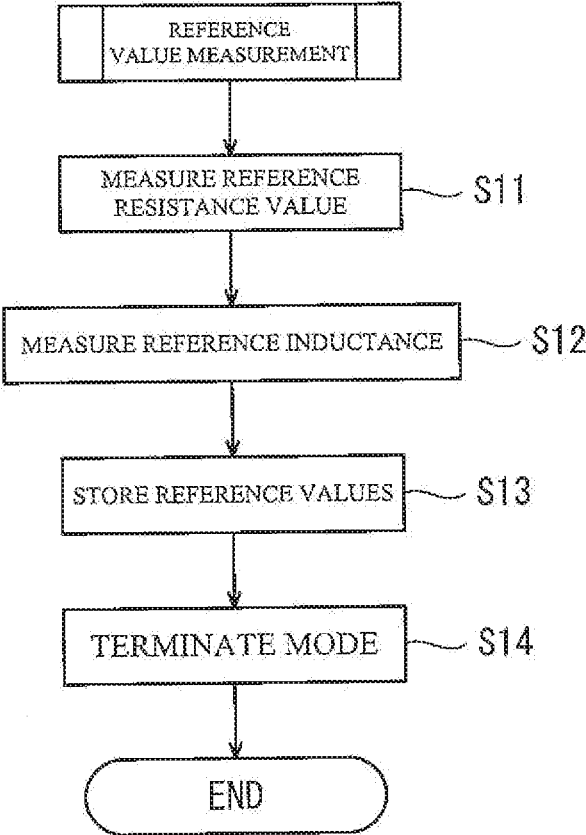 REFERENCE
VALUE MEASUREMENT
MEASURE REFERENCE
RESISTANCE VALUE
S11
MEASURE REFERENCE INDUCTANCE
S12
STORE REFERENCE VALUES
S13
TERMINATE MODE
S14
END